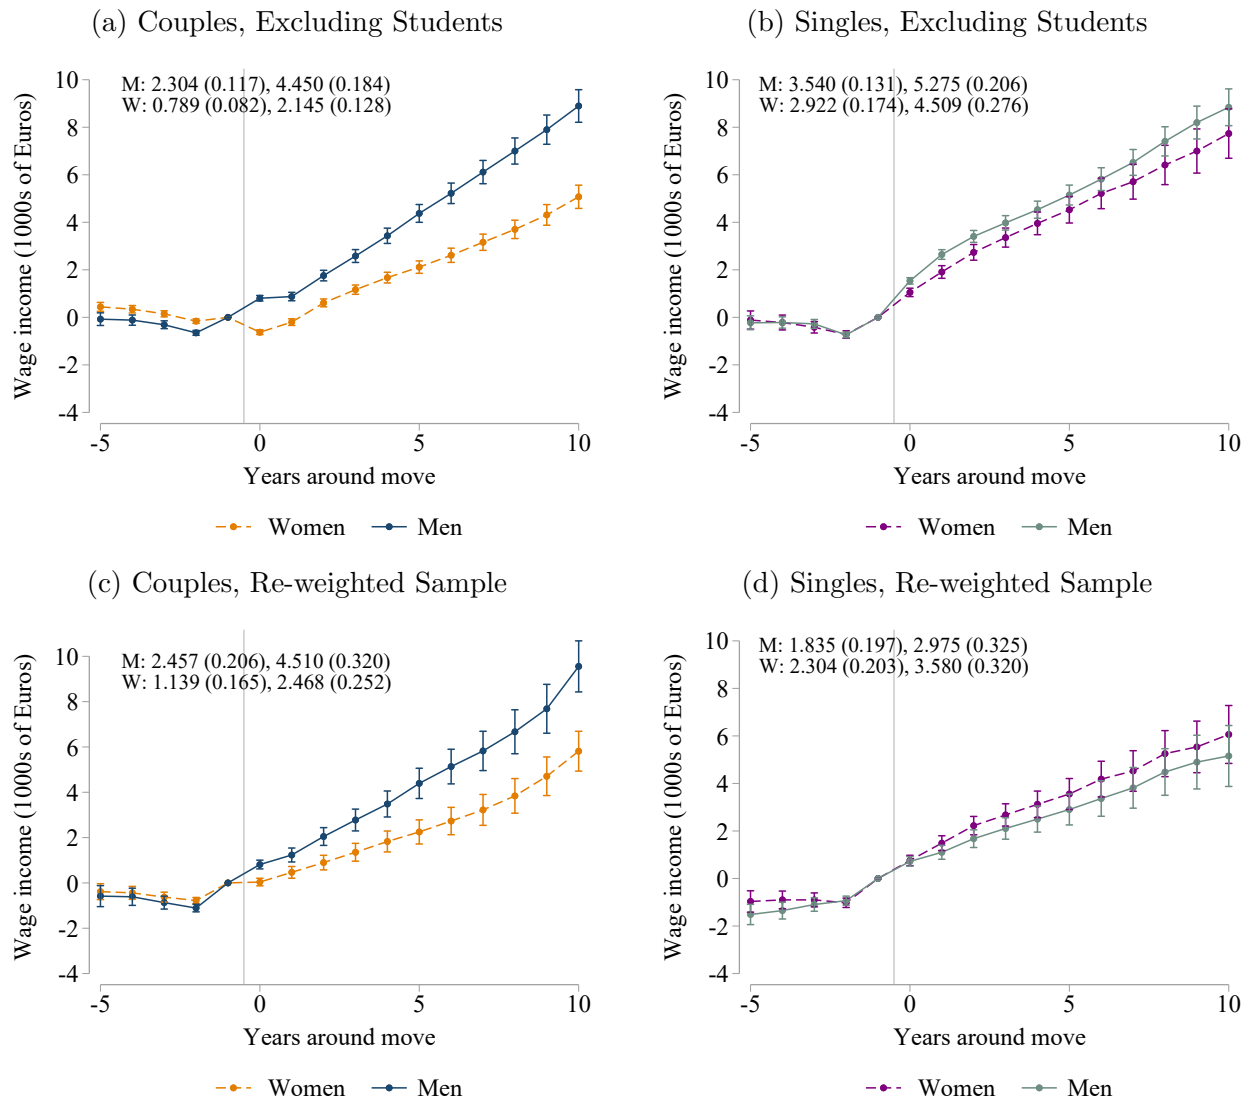 (a) Couples, Excluding Students
M: 2.304 (0.117), 4.450 (0.184)
W: 0.789 (0.082), 2.145 (0.128)
Wage income (1000s of Euros)
10
8
6
4
2
0
-2
-4
-5
0
5
10
Years around move
Women
Men
(b) Singles, Excluding Students
M: 3.540 (0.131), 5.275 (0.206)
W: 2.922 (0.174), 4.509 (0.276)
Wage income (1000s of Euros)
10
8
6
4
2
0
-2
-4
-5
0
5
10
Years around move
Women
Men
(c) Couples, Re-weighted Sample
M: 2.457 (0.206), 4.510 (0.320)
W: 1.139 (0.165), 2.468 (0.252)
Wage income (1000s of Euros)
10
8
6
4
2
0
-2
-4
-5
0
5
10
Years around move
Women
Men
(d) Singles, Re-weighted Sample
M: 1.835 (0.197), 2.975 (0.325)
W: 2.304 (0.203), 3.580 (0.320)
Wage income (1000s of Euros)
10
8
6
4
2
0
-2
-4
-5
0
5
10
Years around move
Women
Men